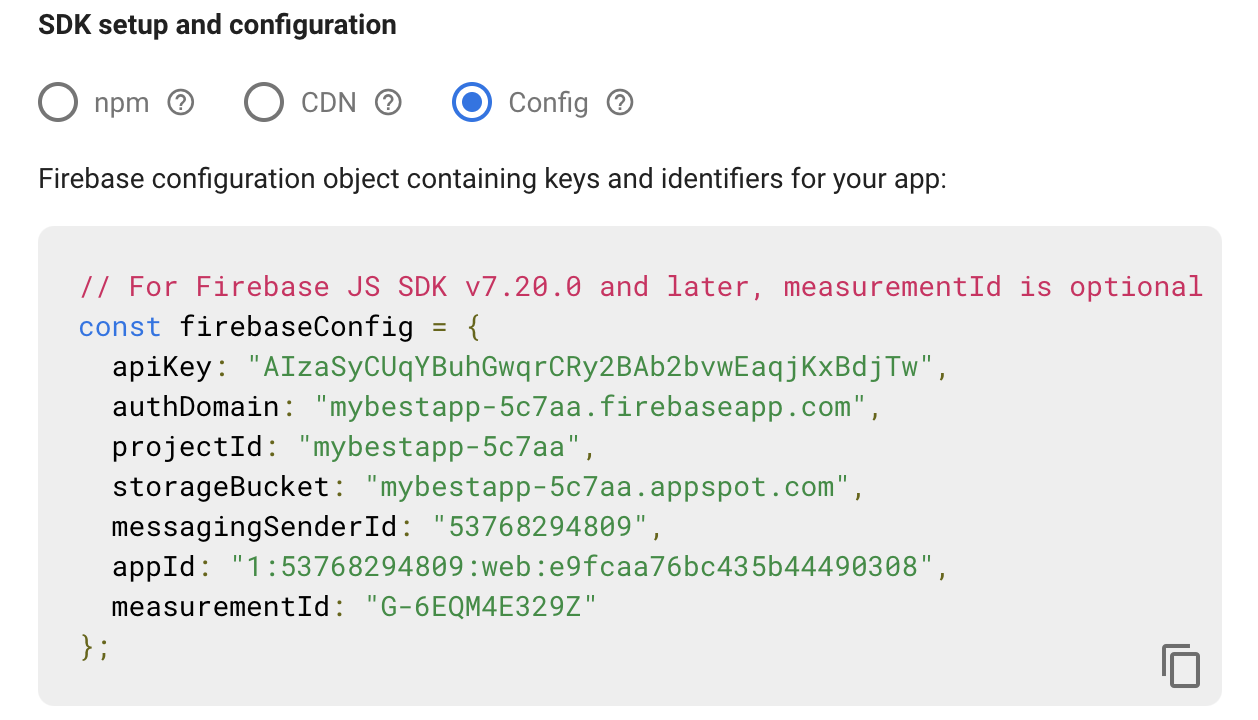 SDK setup and configuration
npm CDN Config
Firebase configuration object containing keys and identifiers for your app:
// For Firebase JS SDK v7.20.0 and later, measurementId is optional
const firebaseConfig = {
  apiKey: "AIzaSyCUqYBuhGwqrCRy2BAb2bvwEaqjKxBdjTw",
  authDomain: "mybestapp-5c7aa.firebaseapp.com",
  projectId: "mybestapp-5c7aa",
  storageBucket: "mybestapp-5c7aa.appspot.com",
  messagingSenderId: "53768294809",
  appId: "1:53768294809:web:e9fcaa76bc435b44490308",
  measurementId: "G-6EQM4E329Z"
};